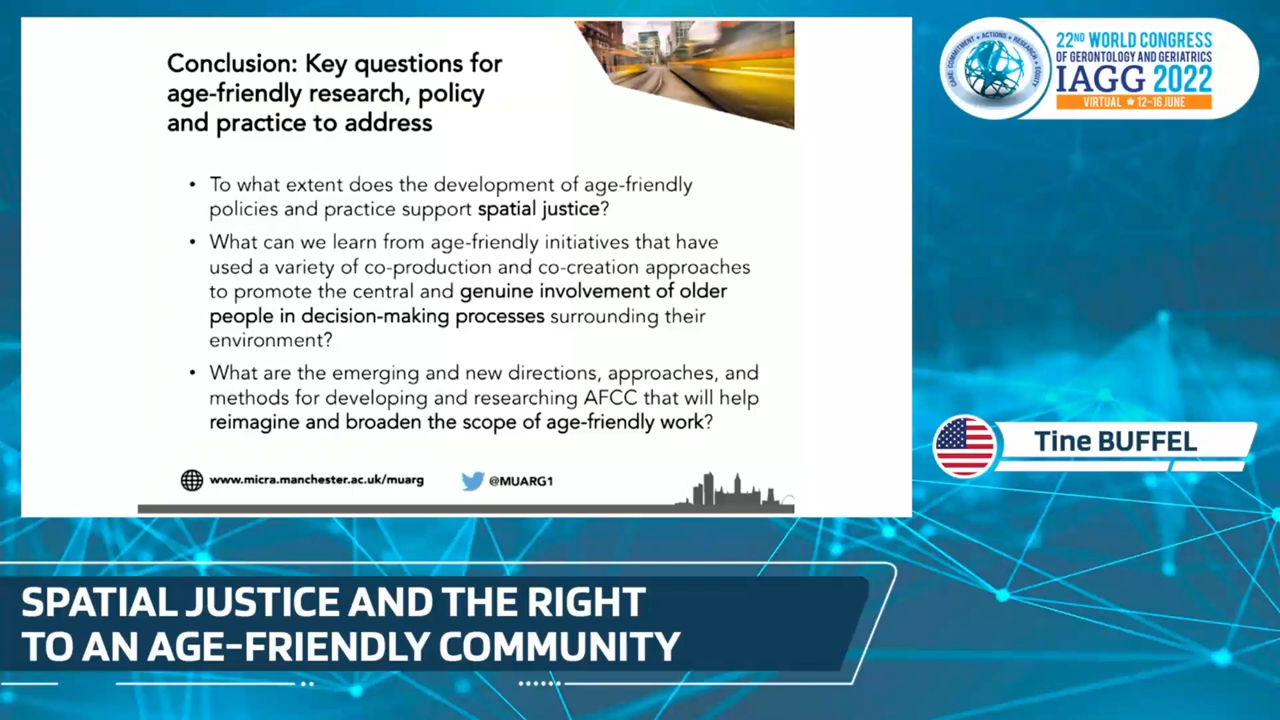 Conclusion: Key questions for
age-friendly research, policy
and practice to address
• To what extent does the development of age-friendly
policies and practice support spatial justice?
• What can we learn from age-friendly initiatives that have
used a variety of co-production and co-creation approaches
to promote the central and genuine involvement of older
people in decision-making processes surrounding their
environment?
• What are the emerging and new directions, approaches, and
methods for developing and researching AFCC that will help
reimagine and broaden the scope of age-friendly work?
www.micra.manchester.ac.uk/muarg
@MUARG1
22ND WORLD CONGRESS
OF GERONTOLOGY AND GERIATRICS
IAGG 2022
VIRTUAL ★ 12-16 JUNE
Tine BUFFEL
SPATIAL JUSTICE AND THE RIGHT
TO AN AGE-FRIENDLY COMMUNITY